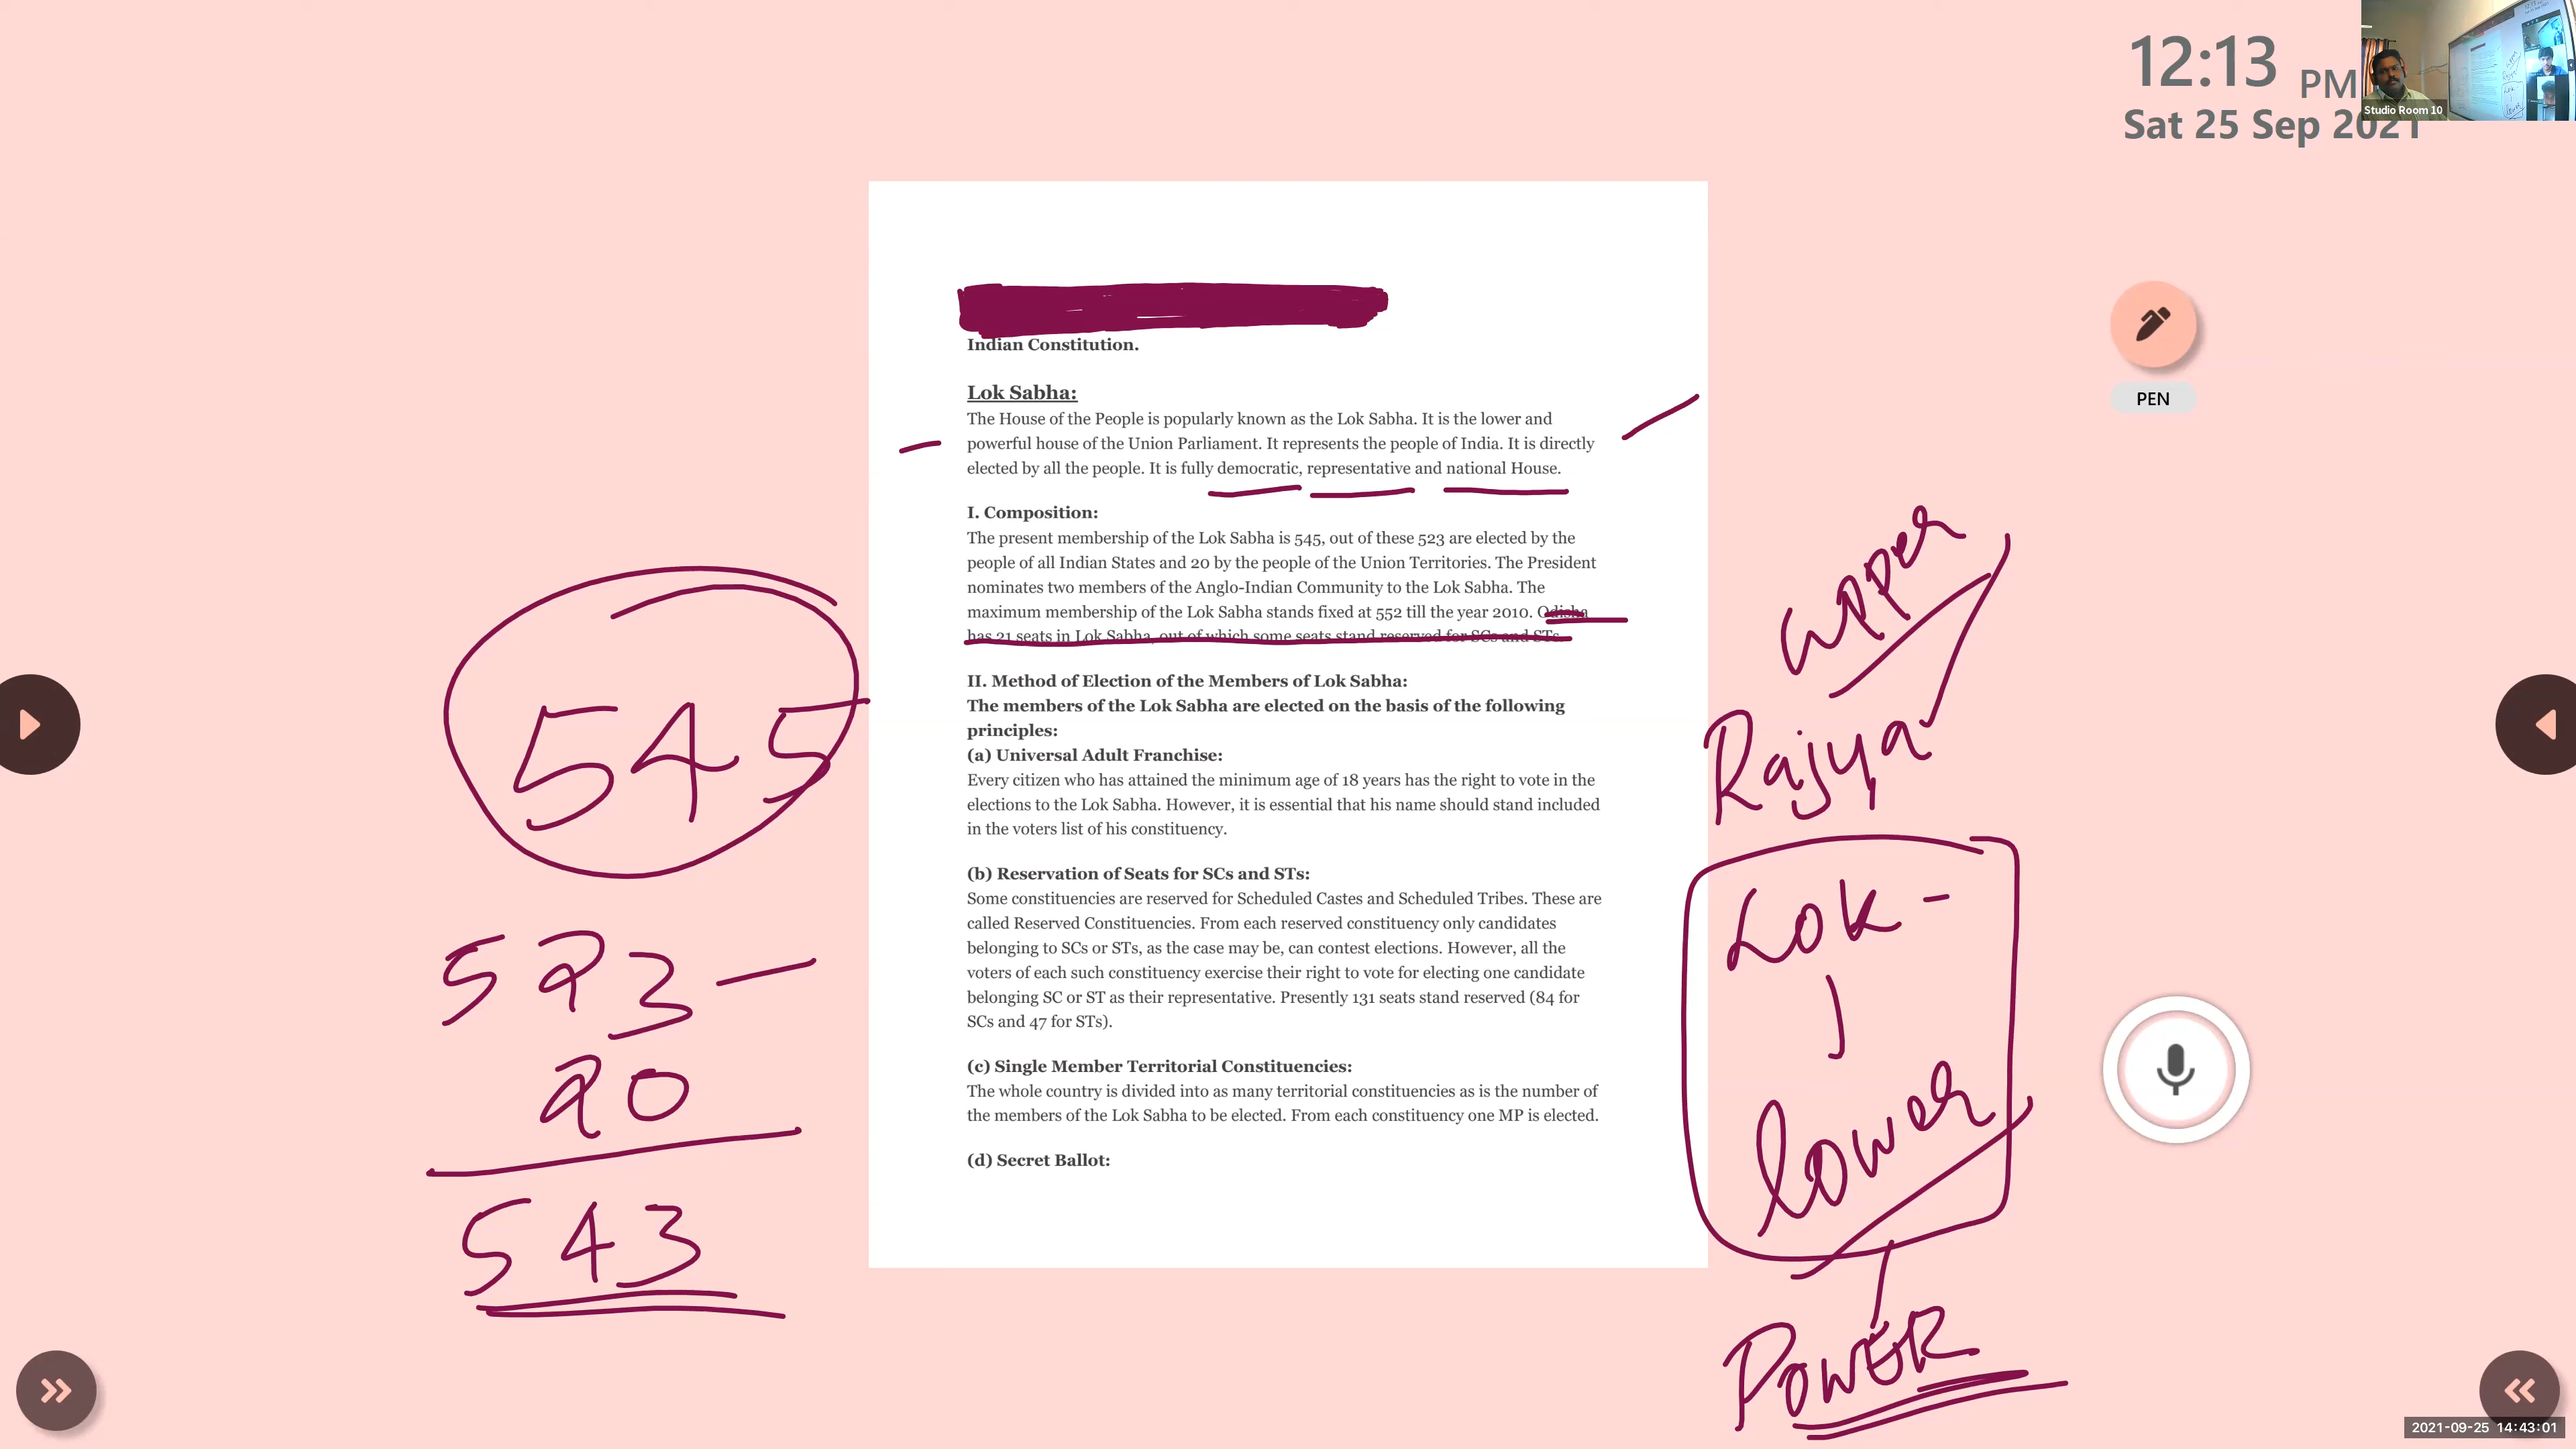 12:13 PM
Sat 25 Sep 2021
Studio Room 10
PEN
Indian Constitution.
Lok Sabha:
The House of the People is popularly known as the Lok Sabha. It is the lower and
powerful house of the Union Parliament. It represents the people of India. It is directly
elected by all the people. It is fully democratic, representative and national House.
I. Composition:
The present membership of the Lok Sabha is 545, out of these 523 are elected by the
people of all Indian States and 20 by the people of the Union Territories. The President
nominates two members of the Anglo-Indian Community to the Lok Sabha. The
maximum membership of the Lok Sabha stands fixed at 552 till the year 2010. Odisha
has 21 seats in Lok Sabha, out of which some seats stand reserved for SCs and STs.
II. Method of Election of the Members of Lok Sabha:
The members of the Lok Sabha are elected on the basis of the following
principles:
(a) Universal Adult Franchise:
Every citizen who has attained the minimum age of 18 years has the right to vote in the
elections to the Lok Sabha. However, it is essential that his name should stand included
in the voters list of his constituency.
(b) Reservation of Seats for SCs and STs:
Some constituencies are reserved for Scheduled Castes and Scheduled Tribes. These are
called Reserved Constituencies. From each reserved constituency only candidates
belonging to SCs or STs, as the case may be, can contest elections. However, all the
voters of each such constituency exercise their right to vote for electing one candidate
belonging SC or ST as their representative. Presently 131 seats stand reserved (84 for
SCs and 47 for STs).
(c) Single Member Territorial Constituencies:
The whole country is divided into as many territorial constituencies as is the number of
the members of the Lok Sabha to be elected. From each constituency one MP is elected.
(d) Secret Ballot:
545
523 —
20
543
upper
Rajya
Lok -
lower
POWER
2021-09-25 14:43:01